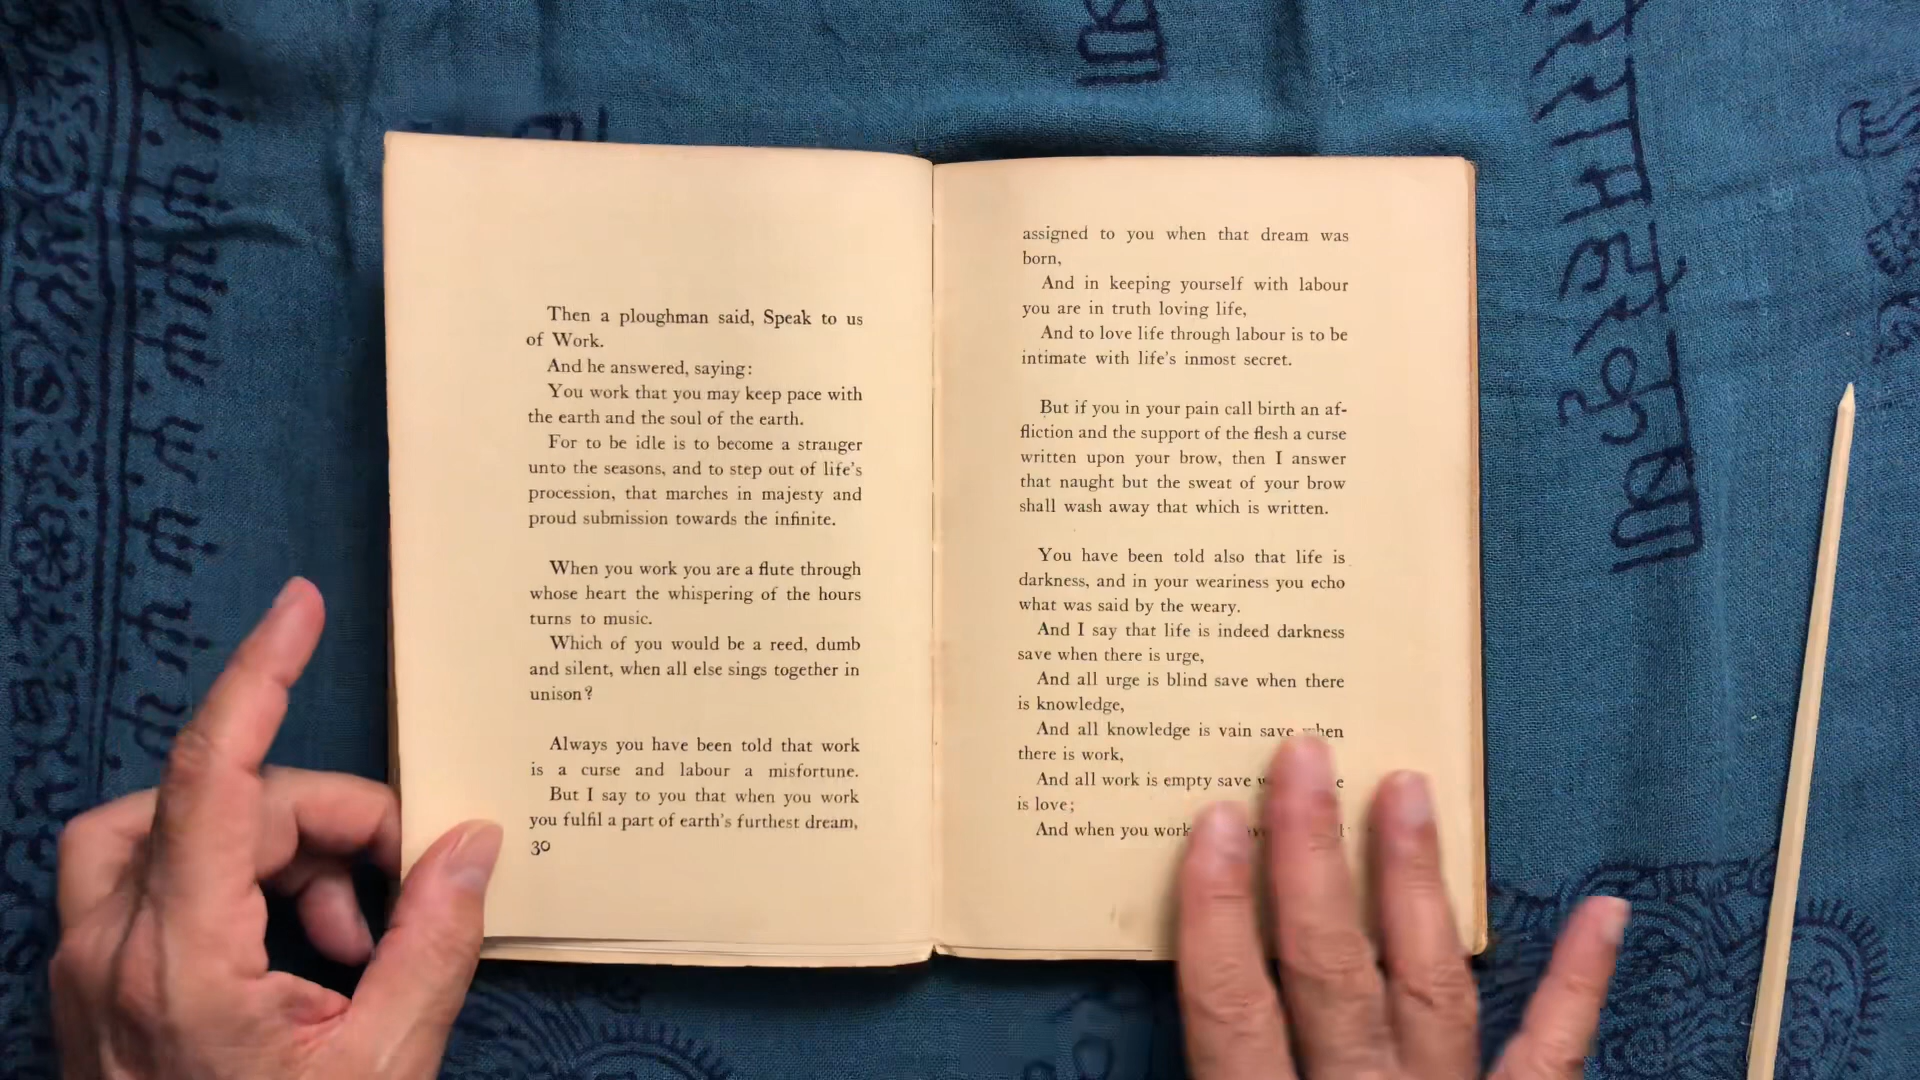 Then a ploughman said, Speak to us
of Work.
And he answered, saying:
You work that you may keep pace with
the earth and the soul of the earth.
For to be idle is to become a stranger
unto the seasons, and to step out of life's
procession, that marches in majesty and
proud submission towards the infinite.
When you work you are a flute through
whose heart the whispering of the hours
turns to music.
Which of you would be a reed, dumb
and silent, when all else sings together in
unison?
Always you have been told that work
is a curse and labour a misfortune.
But I say to you that when you work
you fulfil a part of earth's furthest dream,
30
assigned to you when that dream was
born,
And in keeping yourself with labour
you are in truth loving life,
And to love life through labour is to be
intimate with life's inmost secret.
But if you in your pain call birth an af-
fliction and the support of the flesh a curse
written upon your brow, then I answer
that naught but the sweat of your brow
shall wash away that which is written.
You have been told also that life is
darkness, and in your weariness you echo
what was said by the weary.
And I say that life is indeed darkness
save when there is urge,
And all urge is blind save when there
is knowledge,
And all knowledge is vain save when
there is work,
And all work is empty save
is love;
And when you work